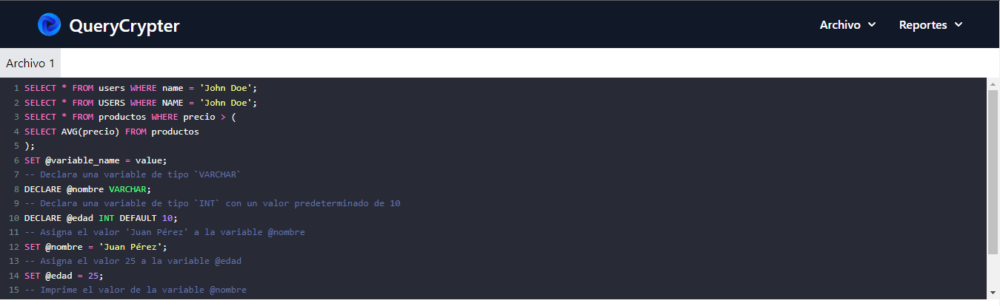 QueryCrypter
Archivo
Reportes
Archivo 1
1 SELECT * FROM users WHERE name = 'John Doe';
2 SELECT * FROM USERS WHERE NAME = 'John Doe';
3 SELECT * FROM productos WHERE precio > (
4 SELECT AVG(precio) FROM productos
5 );
6 SET @variable_name = value;
7 -- Declara una variable de tipo `VARCHAR`
8 DECLARE @nombre VARCHAR;
9 -- Declara una variable de tipo `INT` con un valor predeterminado de 10
10 DECLARE @edad INT DEFAULT 10;
11 -- Asigna el valor 'Juan Pérez' a la variable @nombre
12 SET @nombre = 'Juan Pérez';
13 -- Asigna el valor 25 a la variable @edad
14 SET @edad = 25;
15 -- Imprime el valor de la variable @nombre